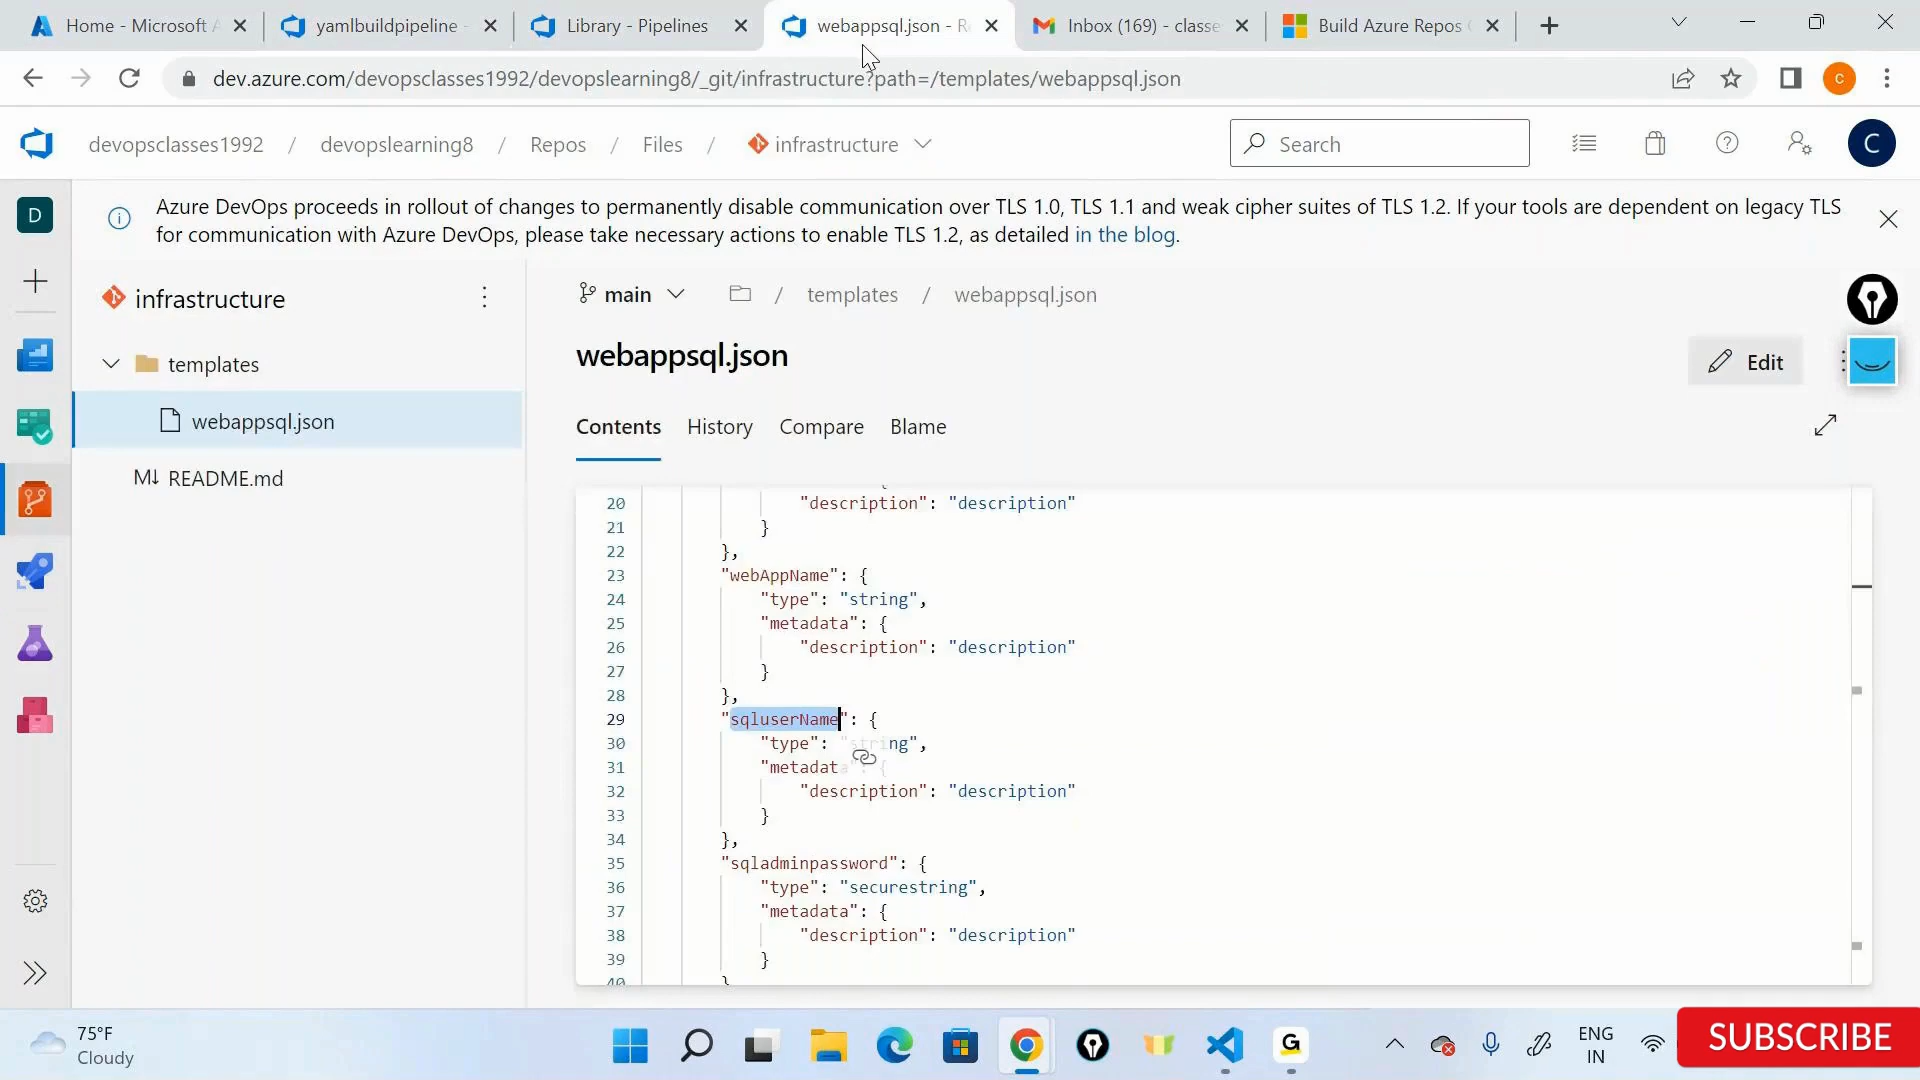 Home - Microsoft A
yamlbuildpipeline -
Library - Pipelines
webappsql.json - R
Inbox (169) - classe
Build Azure Repos
dev.azure.com/devopsclasses1992/devopslearning8/_git/infrastructure?path=/templates/webappsql.json
c
devopsclasses1992 / devopslearning8 / Repos / Files / infrastructure
Search
C
D
Azure DevOps proceeds in rollout of changes to permanently disable communication over TLS 1.0, TLS 1.1 and weak cipher suites of TLS 1.2. If your tools are dependent on legacy TLS
for communication with Azure DevOps, please take necessary actions to enable TLS 1.2, as detailed in the blog.
infrastructure
templates
webappsql.json
README.md
main / templates / webappsql.json
webappsql.json
Edit
Contents History Compare Blame
20 "description": "description"
21 }
22 },
23 "webAppName": {
24 "type": "string",
25 "metadata": {
26 "description": "description"
27 }
28 },
29 "sqluserName": {
30 "type": "string",
31 "metadata": {
32 "description": "description"
33 }
34 },
35 "sqladminpassword": {
36 "type": "securestring",
37 "metadata": {
38 "description": "description"
39 }
40 }
75°F
Cloudy
G
ENG
IN
SUBSCRIBE